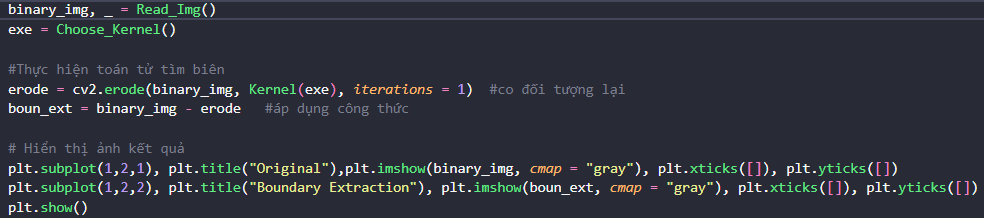 binary_img, _ = Read_Img()
exe = Choose_Kernel()
#Thực hiện toán tử tìm biên
erode = cv2.erode(binary_img, Kernel(exe), iterations = 1)  #co đối tượng lại
boun_ext = binary_img - erode   #áp dụng công thức
# Hiển thị ảnh kết quả
plt.subplot(1,2,1), plt.title("Original"),plt.imshow(binary_img, cmap = "gray"), plt.xticks([]), plt.yticks([])
plt.subplot(1,2,2), plt.title("Boundary Extraction"), plt.imshow(boun_ext, cmap = "gray"), plt.xticks([]), plt.yticks([])
plt.show()